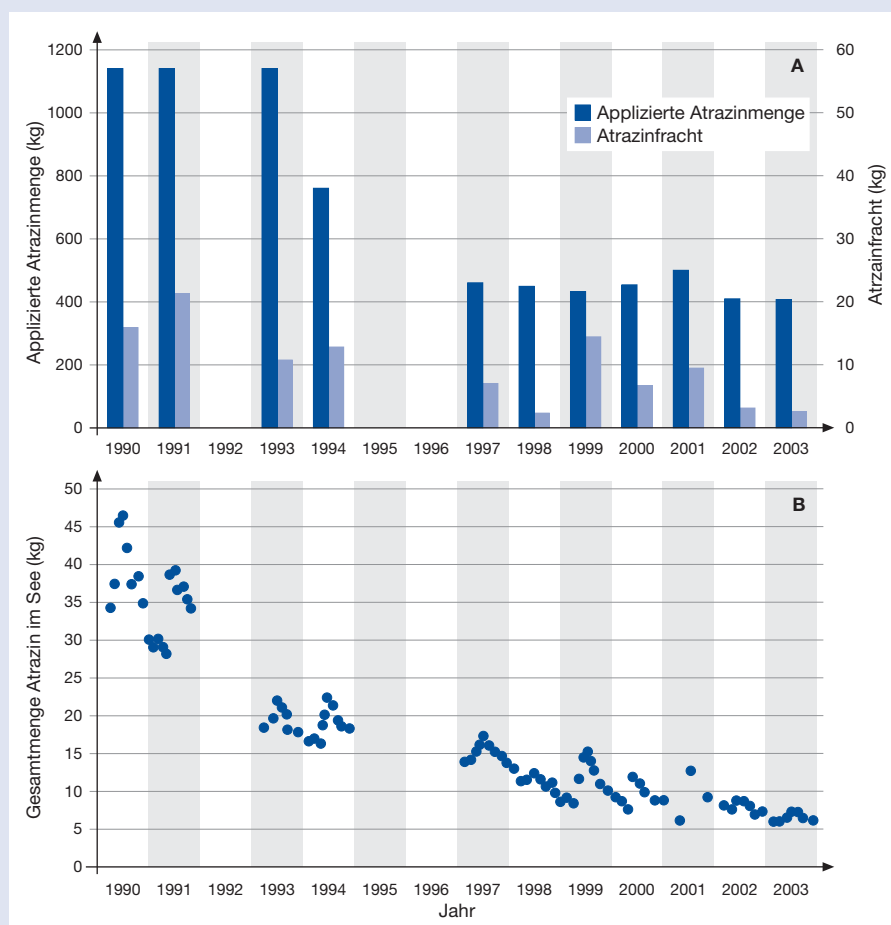 A
Applizierte Atrazinmenge (kg)
1200
1000
800
600
400
200
0
Applizierte Atrazinmenge
Atrazinfracht
60
50
40
30
20
10
0
Atrzainfracht (kg)
1990 1991 1992 1993 1994 1995 1996 1997 1998 1999 2000 2001 2002 2003
B
Gesamtmenge Atrazin im See (kg)
50
45
40
35
30
25
20
15
10
5
0
1990 1991 1992 1993 1994 1995 1996 1997 1998 1999 2000 2001 2002 2003
Jahr